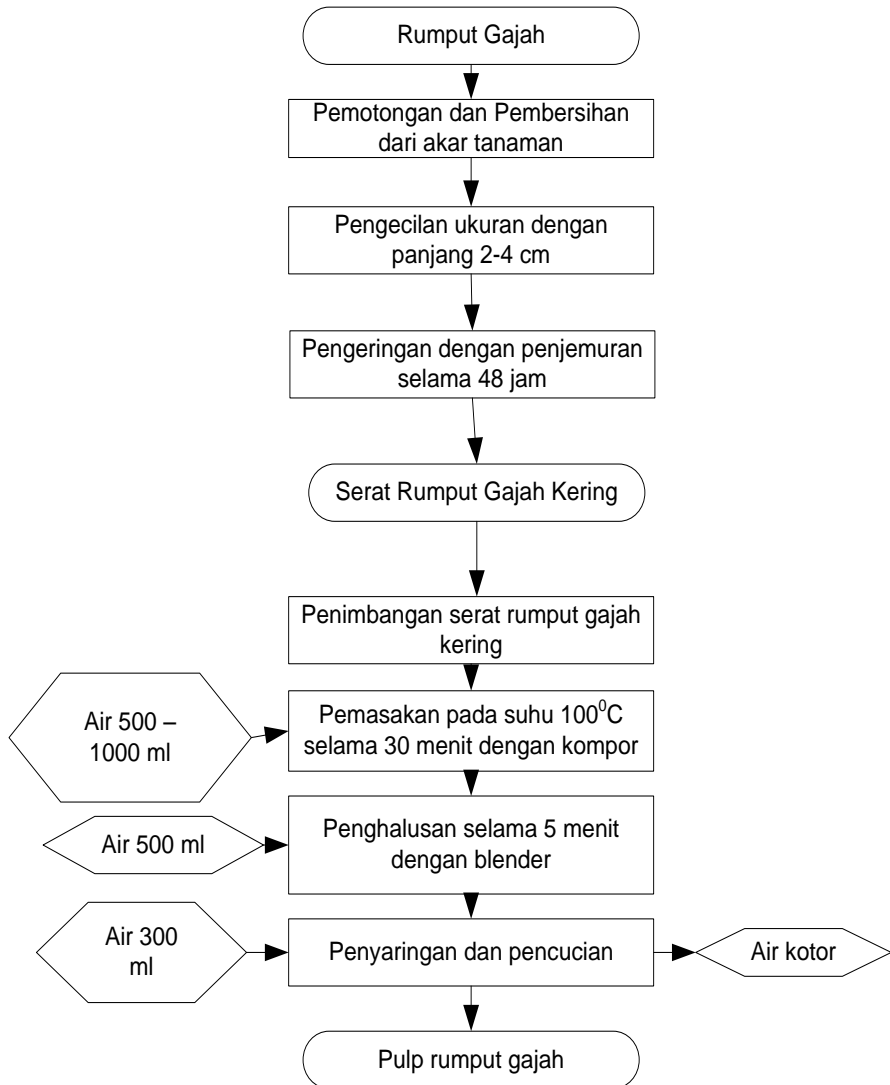 Rumput Gajah
Pemotongan dan Pembersihan
dari akar tanaman
Pengecilan ukuran dengan
panjang 2-4 cm
Pengeringan dengan penjemuran
selama 48 jam
Serat Rumput Gajah Kering
Penimbangan serat rumput gajah
kering
Air 500 –
1000 ml
Pemasakan pada suhu 100⁰C
selama 30 menit dengan kompor
Air 500 ml
Penghalusan selama 5 menit
dengan blender
Air 300
ml
Penyaringan dan pencucian
Air kotor
Pulp rumput gajah